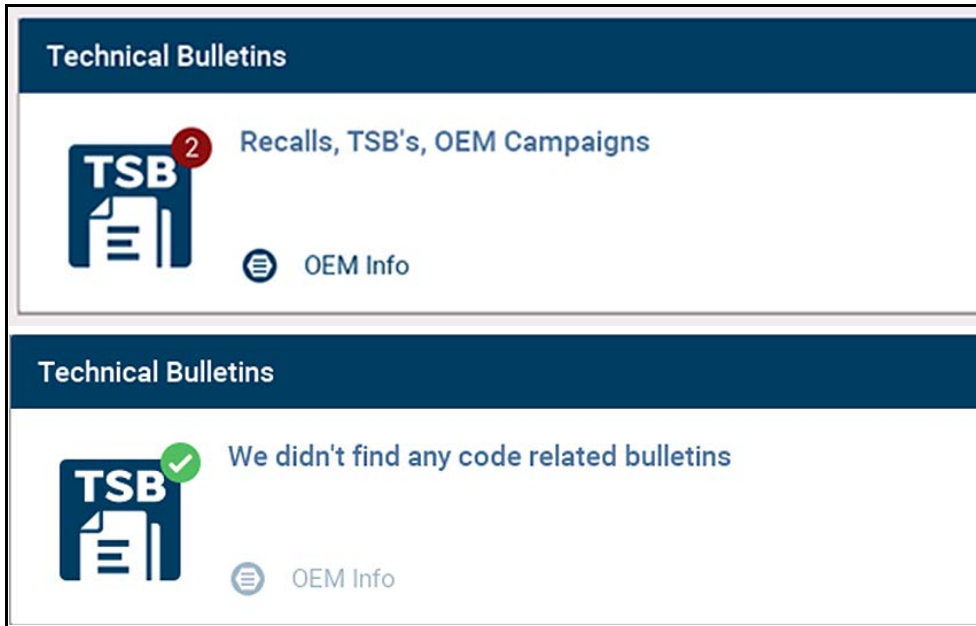 Technical Bulletins
TSB
2
Recalls, TSB's, OEM Campaigns
OEM Info
Technical Bulletins
TSB
We didn't find any code related bulletins
OEM Info